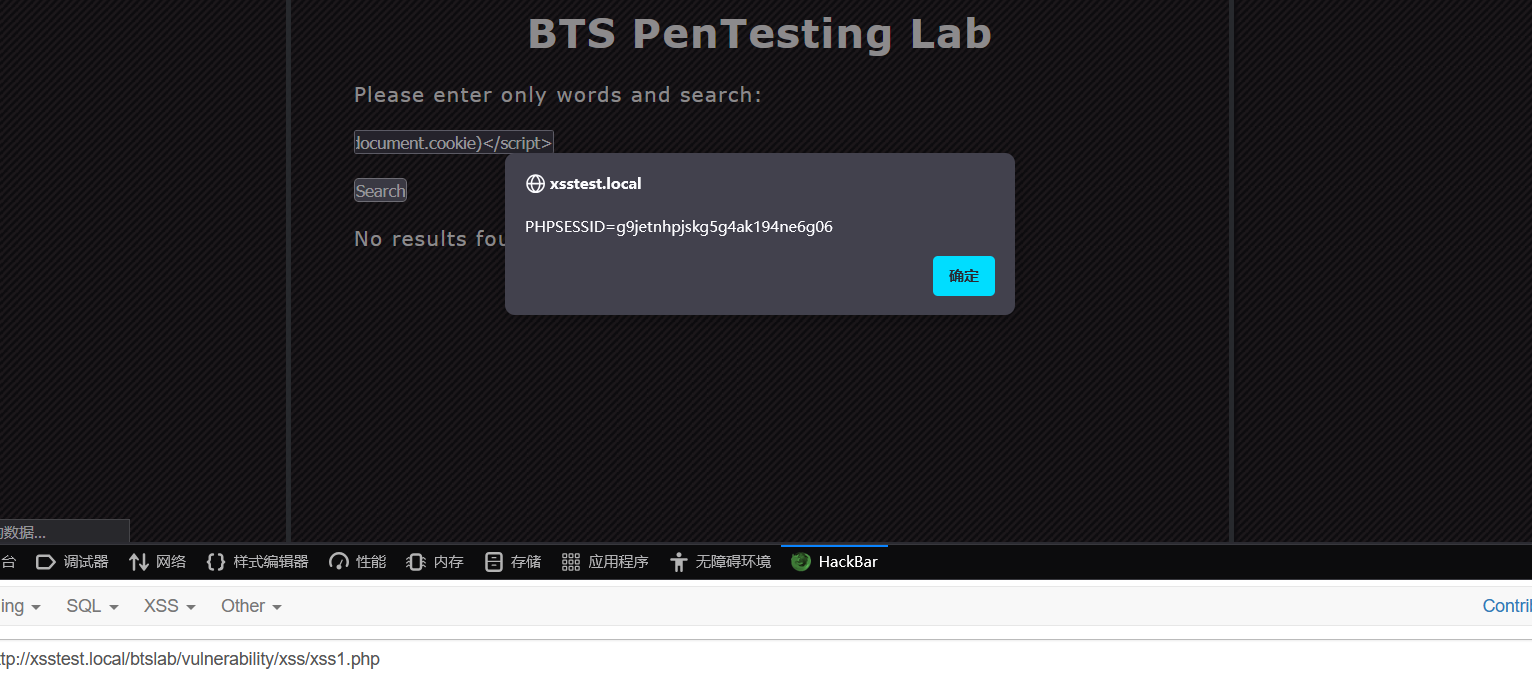 BTS PenTesting Lab
Please enter only words and search:
document.cookie)</script>
xsstest.local
Search
PHPSESSID=g9jetnhpjskg5g4ak194ne6g06
No results fou
确定
的数据...
台 调试器 网络 {} 样式编辑器 性能 内存 存储 应用程序 无障碍环境 HackBar
ing SQL XSS Other Contrib
ttp://xsstest.local/btslab/vulnerability/xss/xss1.php